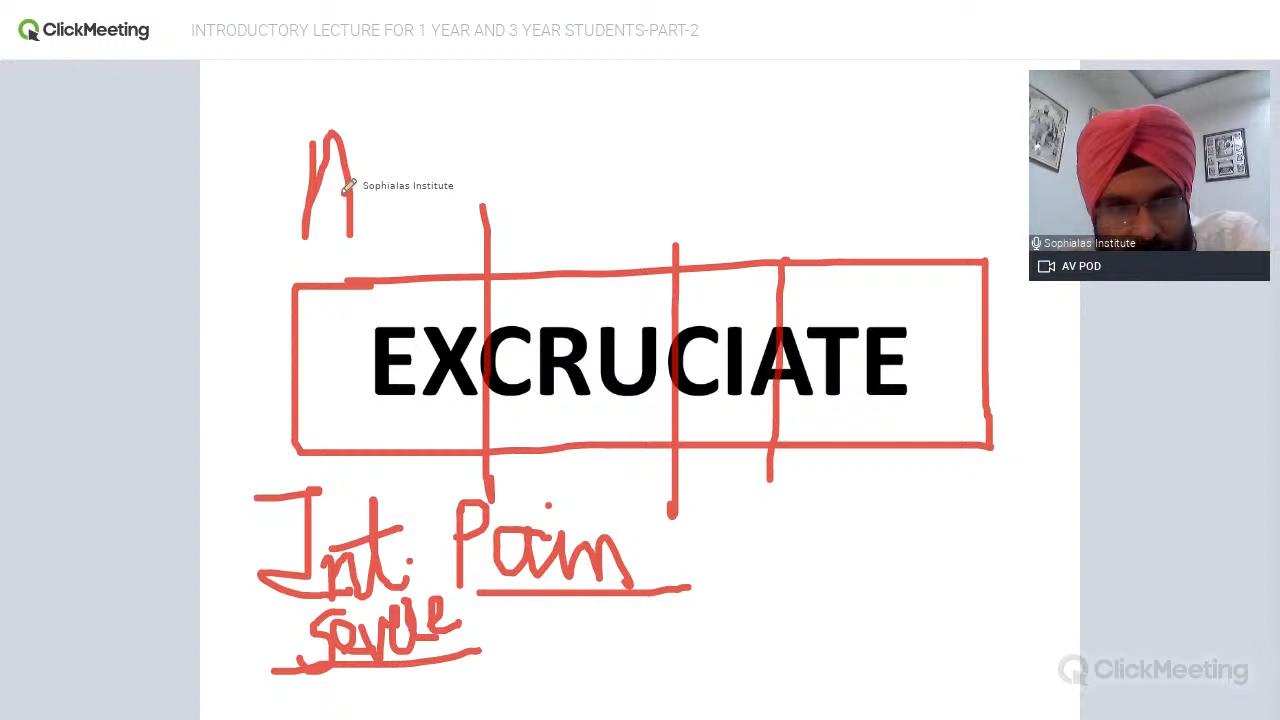 ClickMeeting
INTRODUCTORY LECTURE FOR 1 YEAR AND 3 YEAR STUDENTS-PART-2
n
Sophialas Institute
Sophialas Institute
AV POD
EXCRUCIATE
Int. Pain
severe
ClickMeeting